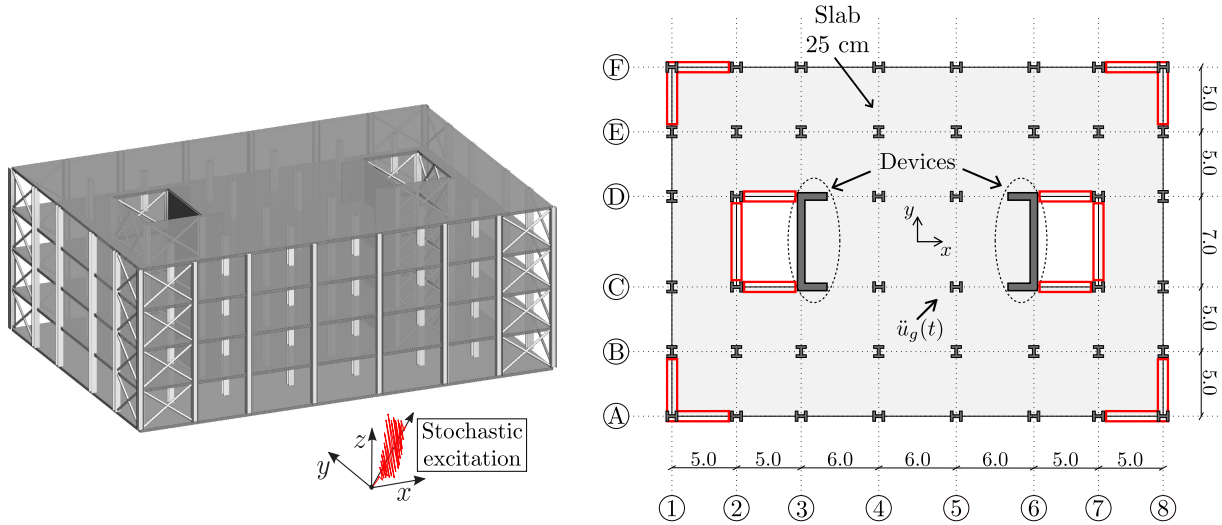 z
y
x
Stochastic
excitation
Slab
25 cm
F
E
D
C
B
A
Devices
y
x
ü_g(t)
5.0
5.0
7.0
5.0
5.0
5.0 5.0 6.0 6.0 6.0 5.0 5.0
1 2 3 4 5 6 7 8